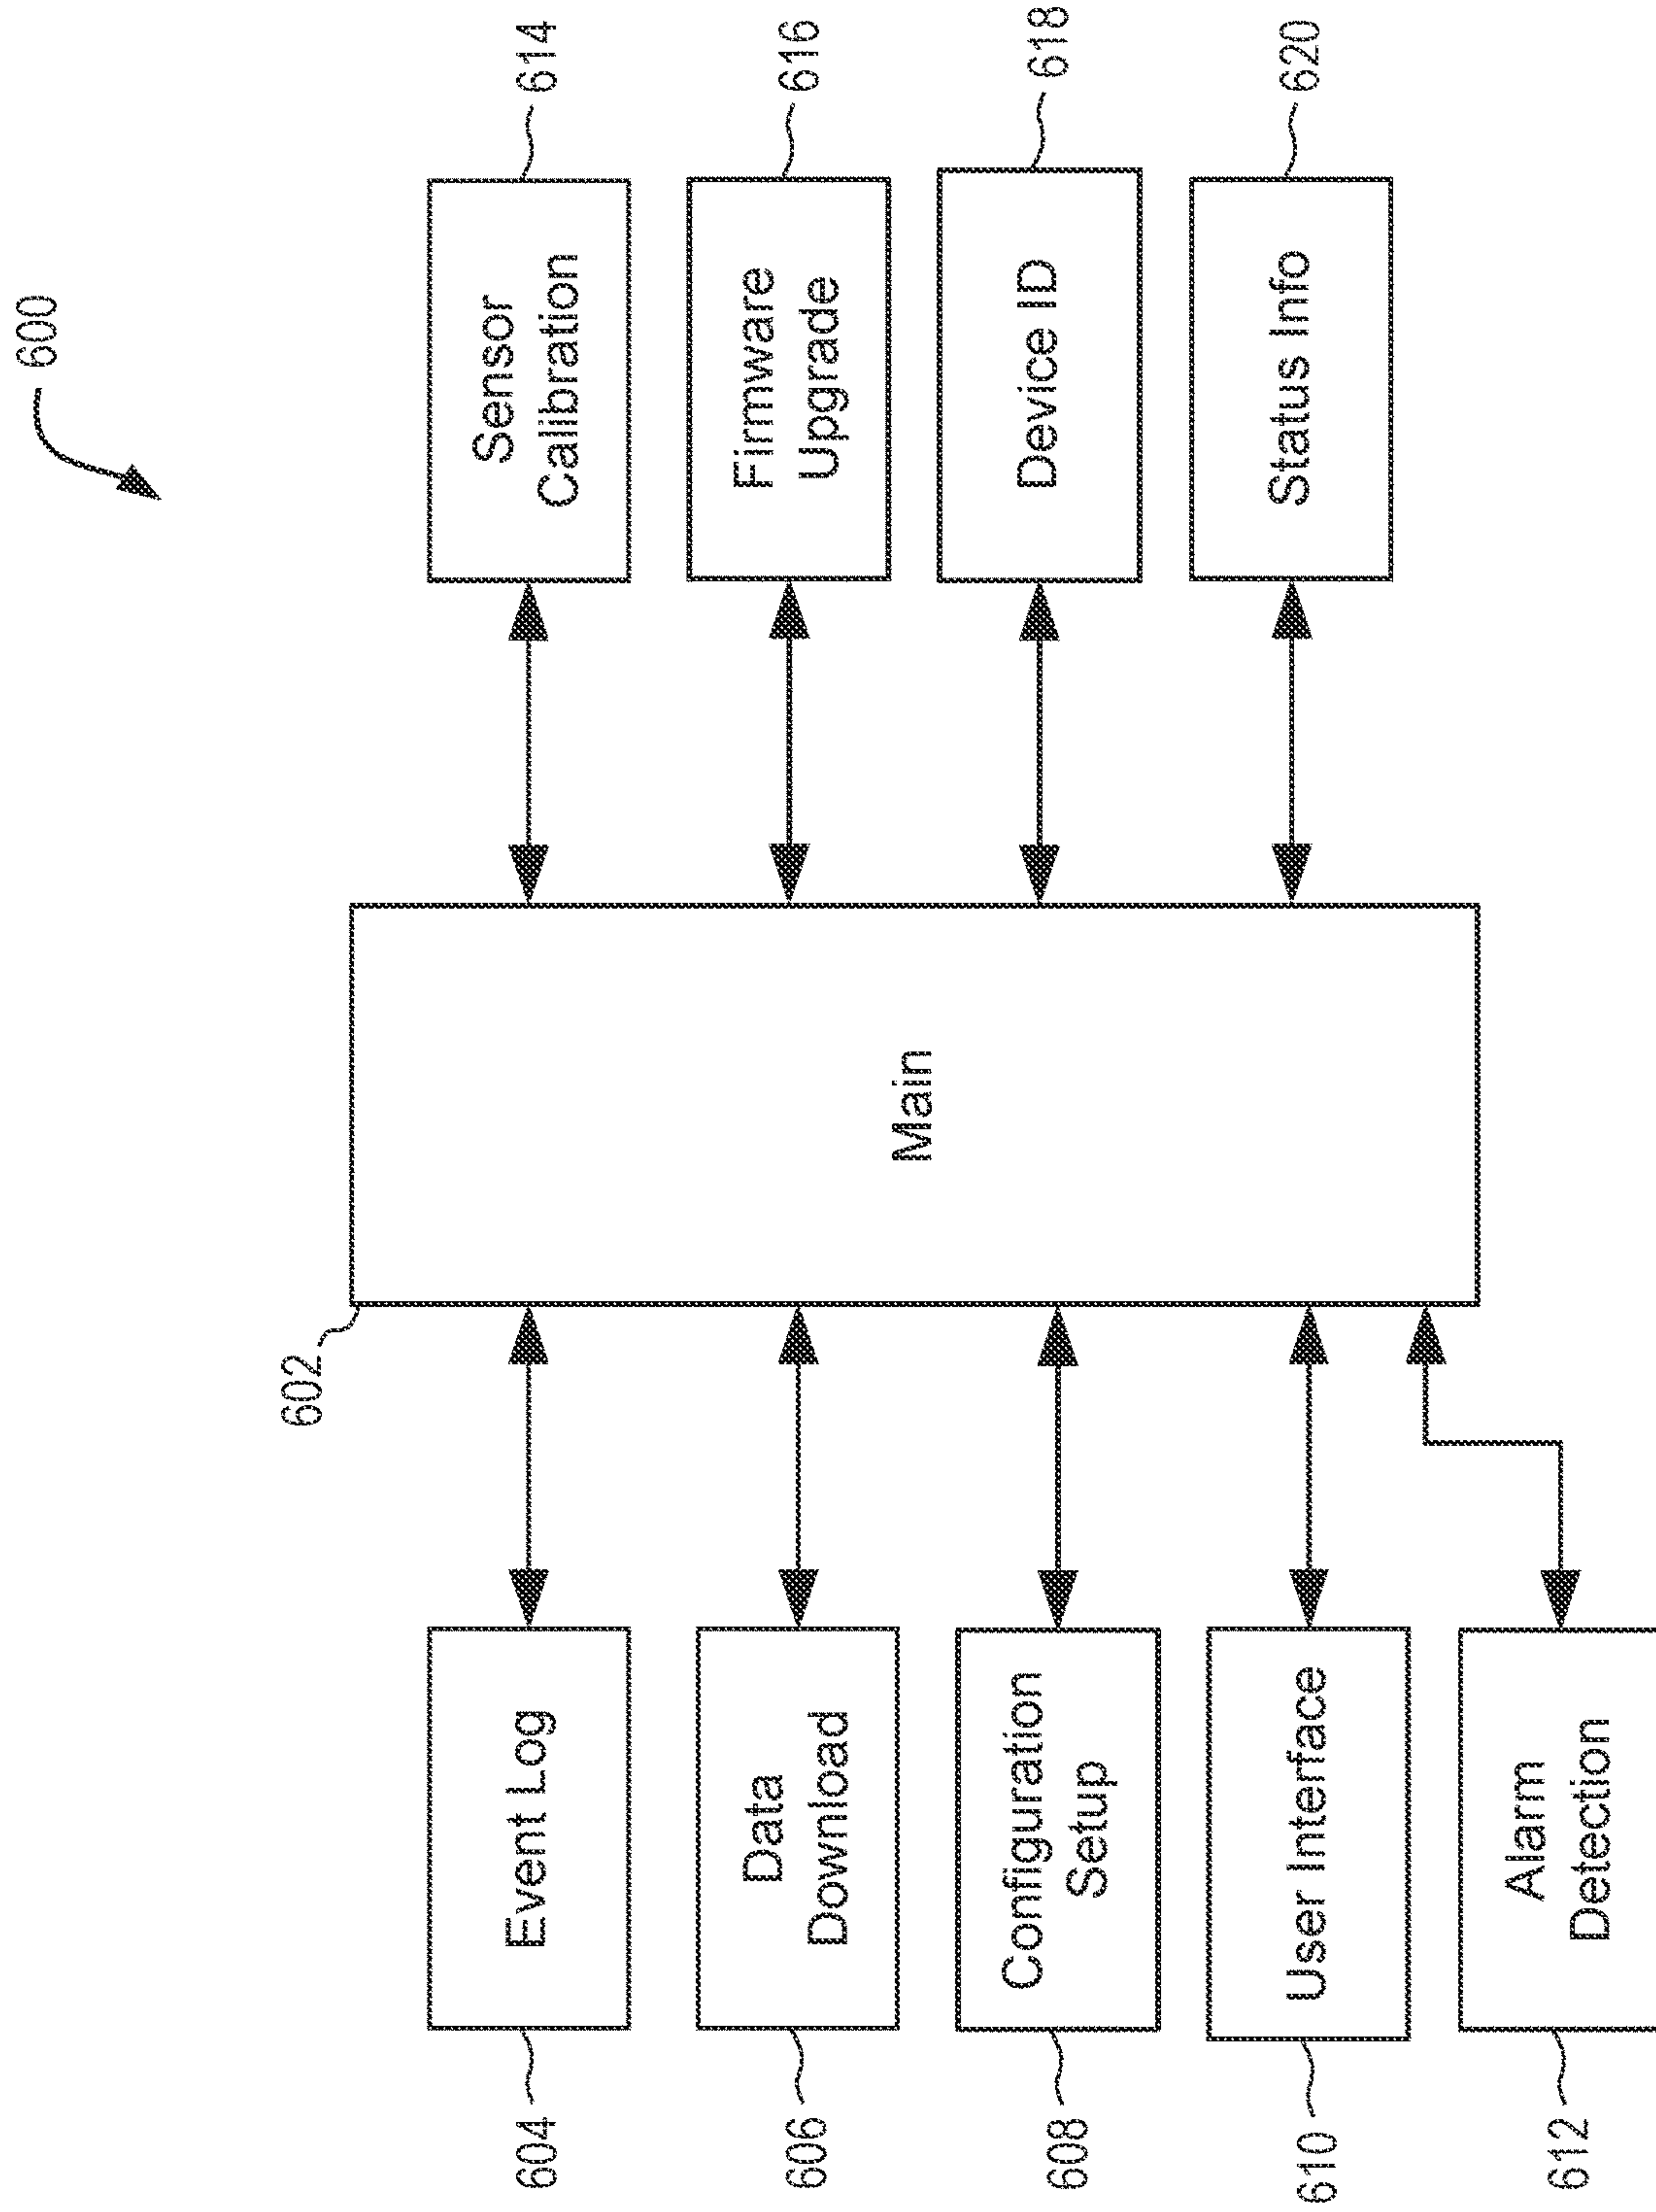 600
602
Main
604
Event Log
606
Data
Download
608
Configuration
Setup
610
User Interface
612
Alarm
Detection
Sensor
Calibration
614
Firmware
Upgrade
616
Device ID
618
Status Info
620